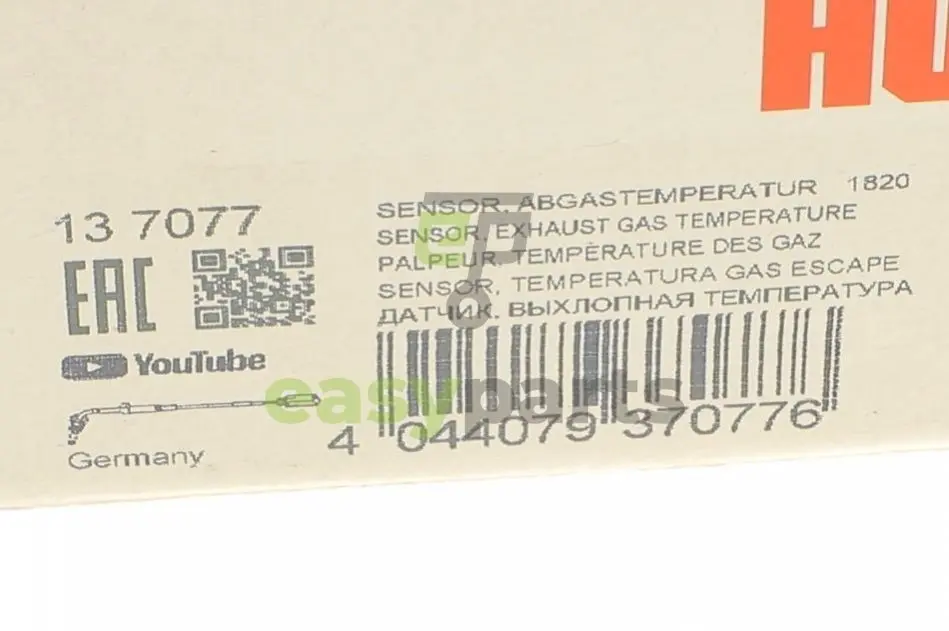 HU
13 7077
EAC
YouTube
Germany
SENSOR, ABGASTEMPERATUR 1820
SENSOR, EXHAUST GAS TEMPERATURE
PALPEUR, TEMPÉRATURE DES GAZ
SENSOR, TEMPERATURA GAS ESCAPE
ДАТЧИК, ВЫХЛОПНАЯ ТЕМПЕРАТУРА
4 044079 370776
easyparts